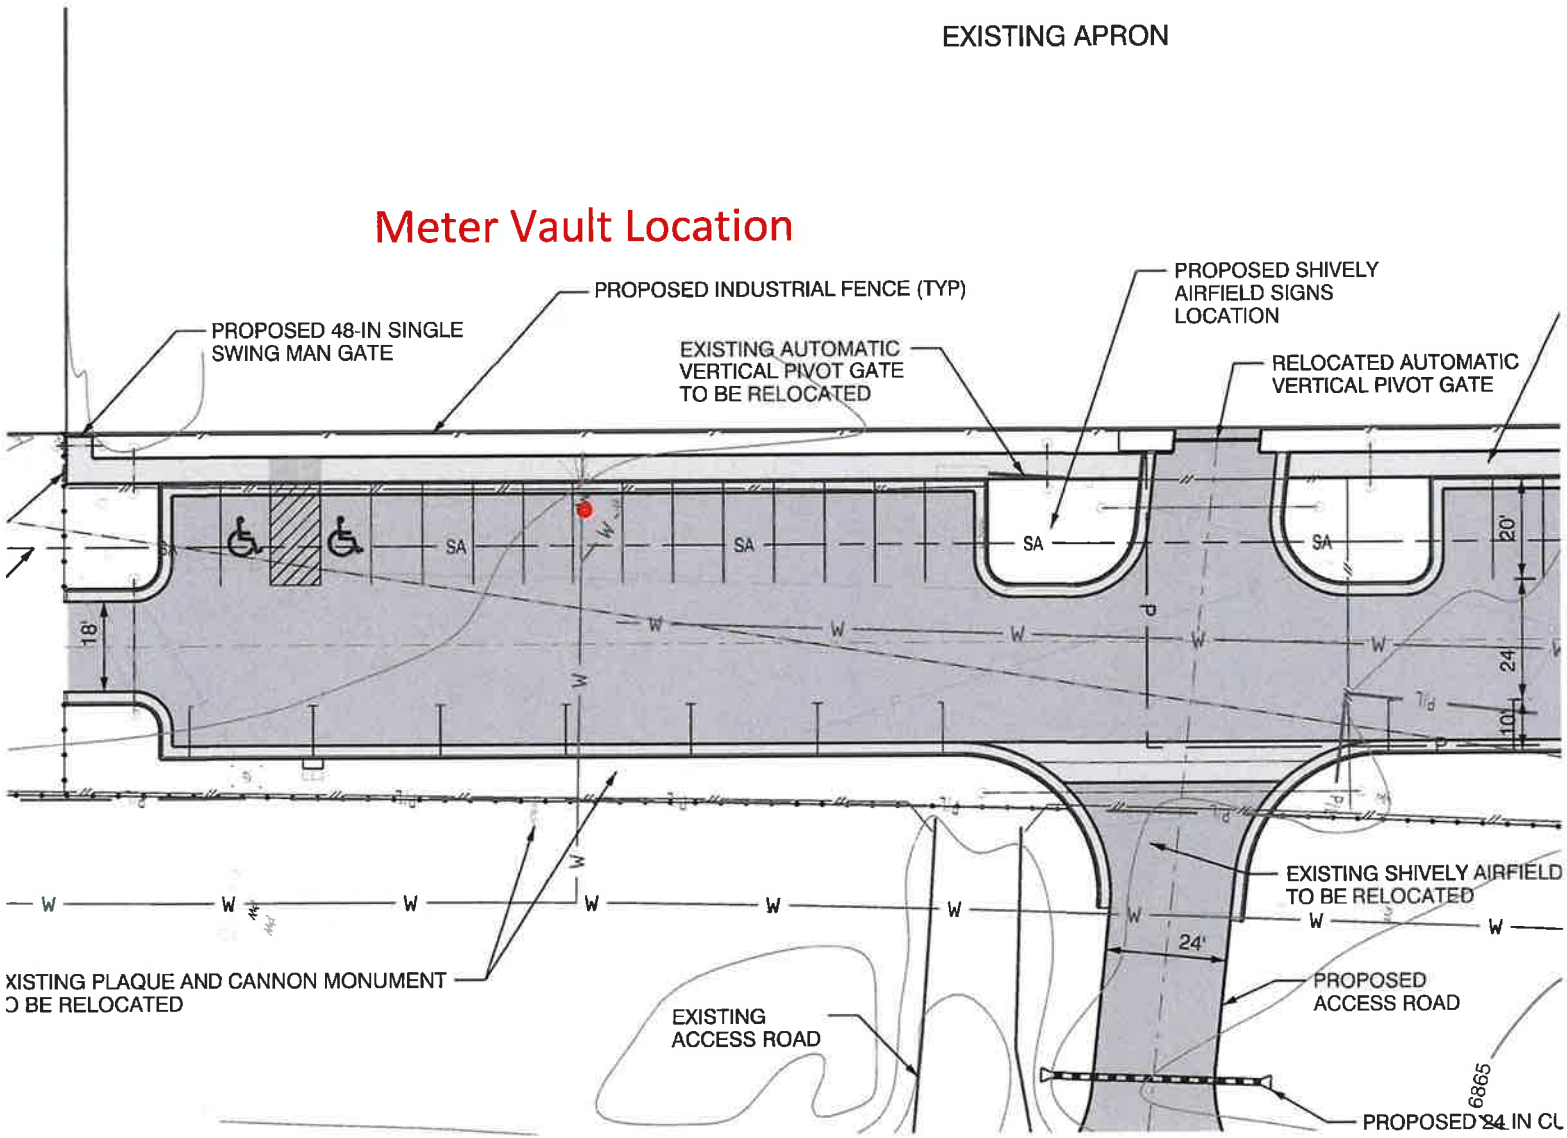 EXISTING APRON
Meter Vault Location
PROPOSED SHIVELY
AIRFIELD SIGNS
LOCATION
PROPOSED INDUSTRIAL FENCE (TYP)
PROPOSED 48-IN SINGLE
SWING MAN GATE
EXISTING AUTOMATIC
VERTICAL PIVOT GATE
TO BE RELOCATED
RELOCATED AUTOMATIC
VERTICAL PIVOT GATE
SA
SA
SA
SA
SA
20'
W
W
18'
P
W
W
W
W
W
W
24
W
P/L
10'
P
W
EXISTING SHIVELY AIRFIELD
TO BE RELOCATED
W
W
W
W
W
W
W
W
W
24'
XISTING PLAQUE AND CANNON MONUMENT
O BE RELOCATED
PROPOSED
ACCESS ROAD
EXISTING
ACCESS ROAD
6865
PROPOSED 24 IN CU